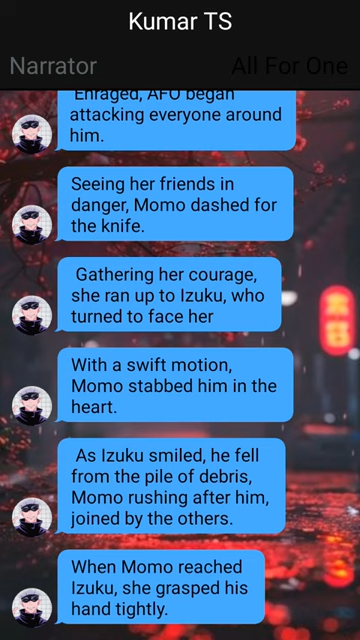 Kumar TS
Narrator
All For One
Enraged, AFO began
attacking everyone around
him.
Seeing her friends in
danger, Momo dashed for
the knife.
Gathering her courage,
she ran up to Izuku, who
turned to face her
With a swift motion,
Momo stabbed him in the
heart.
As Izuku smiled, he fell
from the pile of debris,
Momo rushing after him,
joined by the others.
When Momo reached
Izuku, she grasped his
hand tightly.